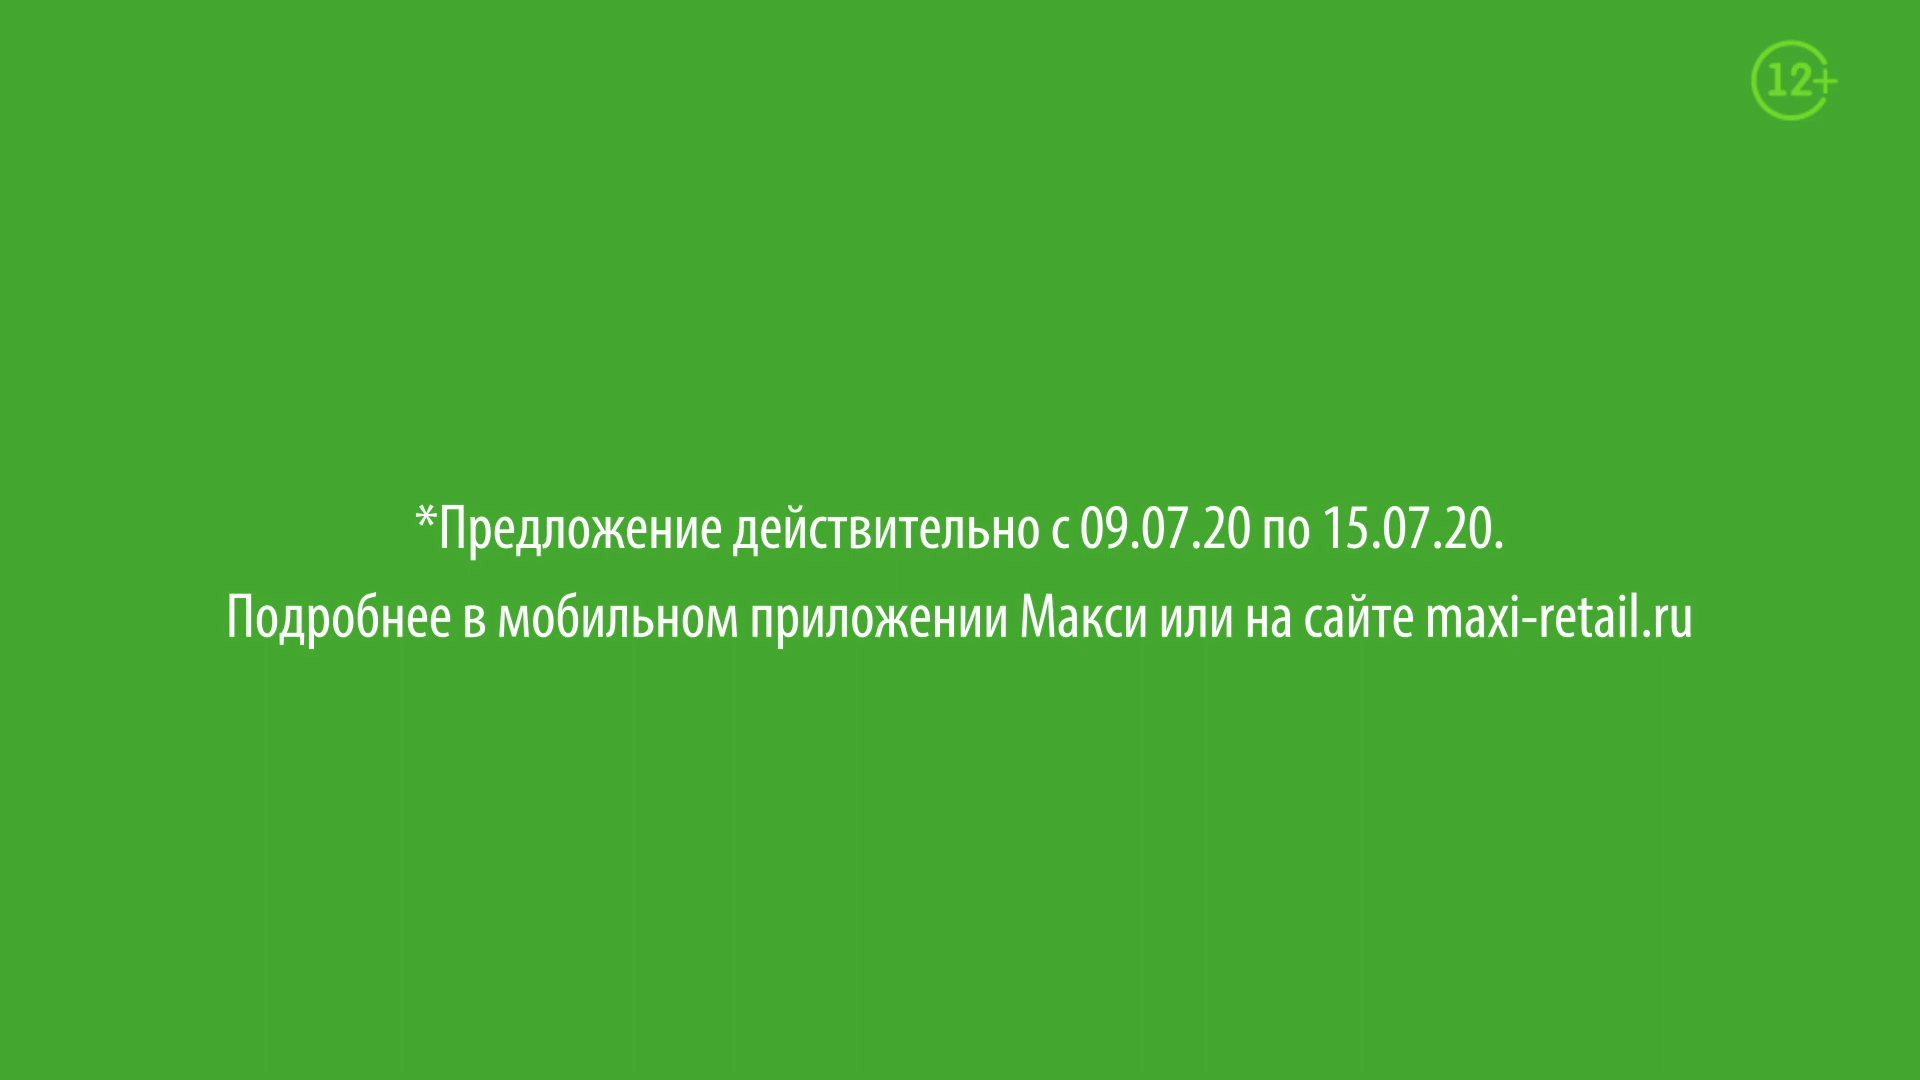 12+
*Предложение действительно с 09.07.20 по 15.07.20.
Подробнее в мобильном приложении Макси или на сайте maxi-retail.ru